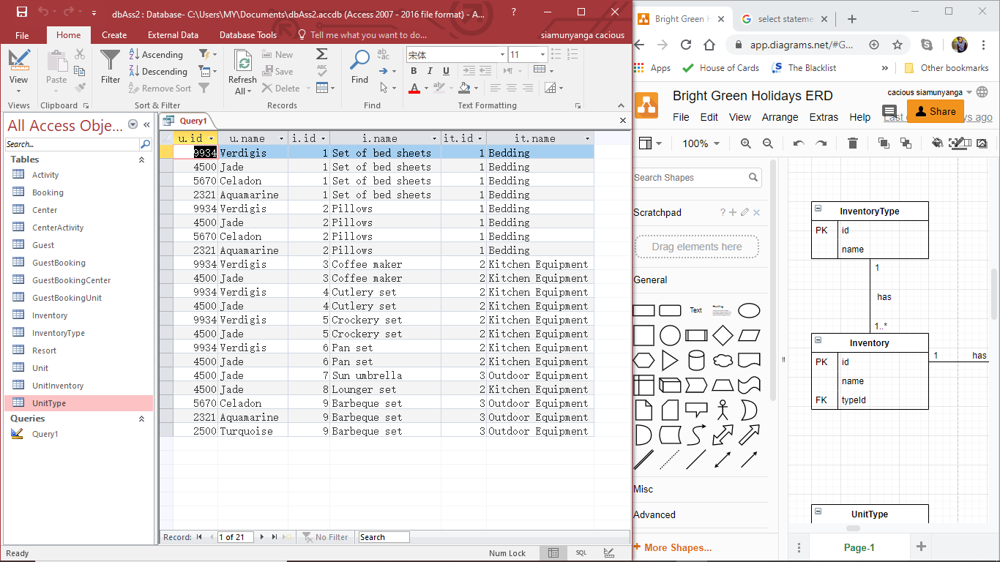 dbAss2 : Database- C:\Users\MY\Documents\dbAss2.accdb (Access 2007 - 2016 file format) - A...
File Home Create External Data Database Tools Tell me what you want to do... siamunyanga cacious
View
Views
Paste
Clipboard
Filter
Ascending
Descending
Remove Sort
Sort & Filter
Refresh All
New
Save
Delete
Records
Find
Find
宋体 11
B I U
Text Formatting
All Access Obje...
Search...
Tables
Activity
Booking
Center
CenterActivity
Guest
GuestBooking
GuestBookingCenter
GuestBookingUnit
Inventory
InventoryType
Resort
Unit
UnitInventory
UnitType
Queries
Query1
Query1
u.id u.name i.id i.name it.id it.name
9934 Verdigis 1 Set of bed sheets 1 Bedding
4500 Jade 1 Set of bed sheets 1 Bedding
5670 Celadon 1 Set of bed sheets 1 Bedding
2321 Aquamarine 1 Set of bed sheets 1 Bedding
9934 Verdigis 2 Pillows 1 Bedding
4500 Jade 2 Pillows 1 Bedding
5670 Celadon 2 Pillows 1 Bedding
2321 Aquamarine 2 Pillows 1 Bedding
9934 Verdigis 3 Coffee maker 2 Kitchen Equipment
4500 Jade 3 Coffee maker 2 Kitchen Equipment
9934 Verdigis 4 Cutlery set 2 Kitchen Equipment
4500 Jade 4 Cutlery set 2 Kitchen Equipment
9934 Verdigis 5 Crockery set 2 Kitchen Equipment
4500 Jade 5 Crockery set 2 Kitchen Equipment
9934 Verdigis 6 Pan set 2 Kitchen Equipment
4500 Jade 6 Pan set 2 Kitchen Equipment
4500 Jade 7 Sun umbrella 3 Outdoor Equipment
4500 Jade 8 Lounger set 2 Kitchen Equipment
5670 Celadon 9 Barbeque set 3 Outdoor Equipment
2321 Aquamarine 9 Barbeque set 3 Outdoor Equipment
2500 Turquoise 9 Barbeque set 3 Outdoor Equipment
Record: 1 of 21 No Filter Search
Ready Num Lock SQL
Bright Green H
select stateme
app.diagrams.net/#G...
Apps House of Cards The Blacklist » Other bookmarks
Bright Green Holidays ERD
cacious siamunyanga
File Edit View Arrange Extras Help
Share
100%
Search Shapes
Scratchpad
Drag elements here
General
Text
Misc
Advanced
+ More Shapes...
InventoryType
PK id
name
1
has
1..*
Inventory
PK id
name
FK typeId
1 has
UnitType
Page-1